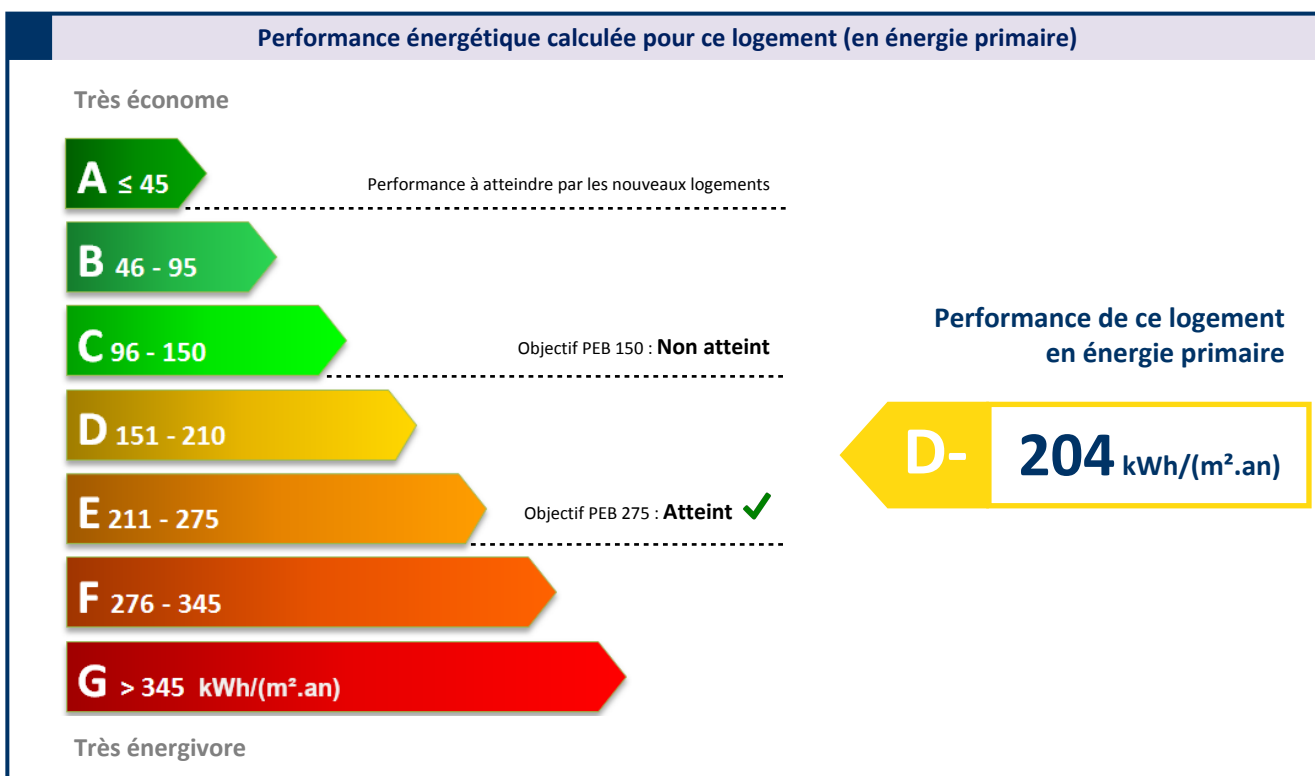 Performance énergétique calculée pour ce logement (en énergie primaire)
Très économe
A ≤ 45
Performance à atteindre par les nouveaux logements
B 46 - 95
C 96 - 150
Objectif PEB 150 : Non atteint
D 151 - 210
E 211 - 275
Objectif PEB 275 : Atteint ✓
F 276 - 345
G > 345 kWh/(m².an)
Très énergivore
Performance de ce logement
en énergie primaire
D-
204 kWh/(m².an)